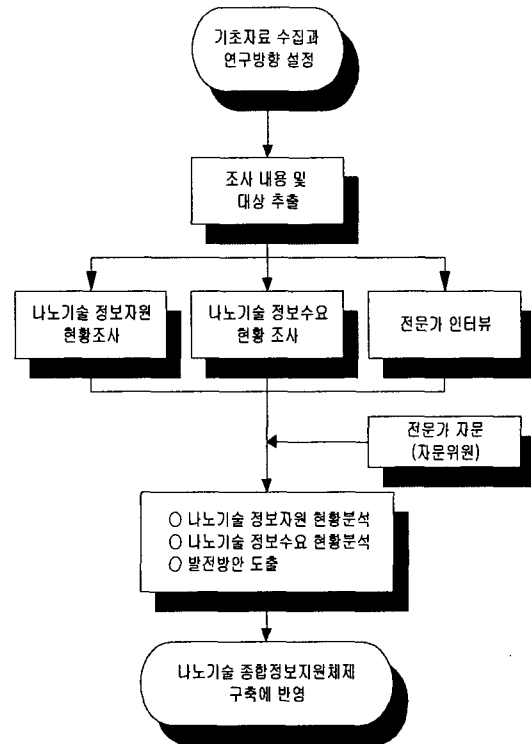 기초자료 수집과
연구방향 설정
조사 내용 및
대상 추출
나노기술 정보자원
현황조사
나노기술 정보수요
현황 조사
전문가 인터뷰
전문가 자문
(자문위원)
○ 나노기술 정보자원 현황분석
○ 나노기술 정보수요 현황분석
○ 발전방안 도출
나노기술 종합정보지원체제
구축에 반영